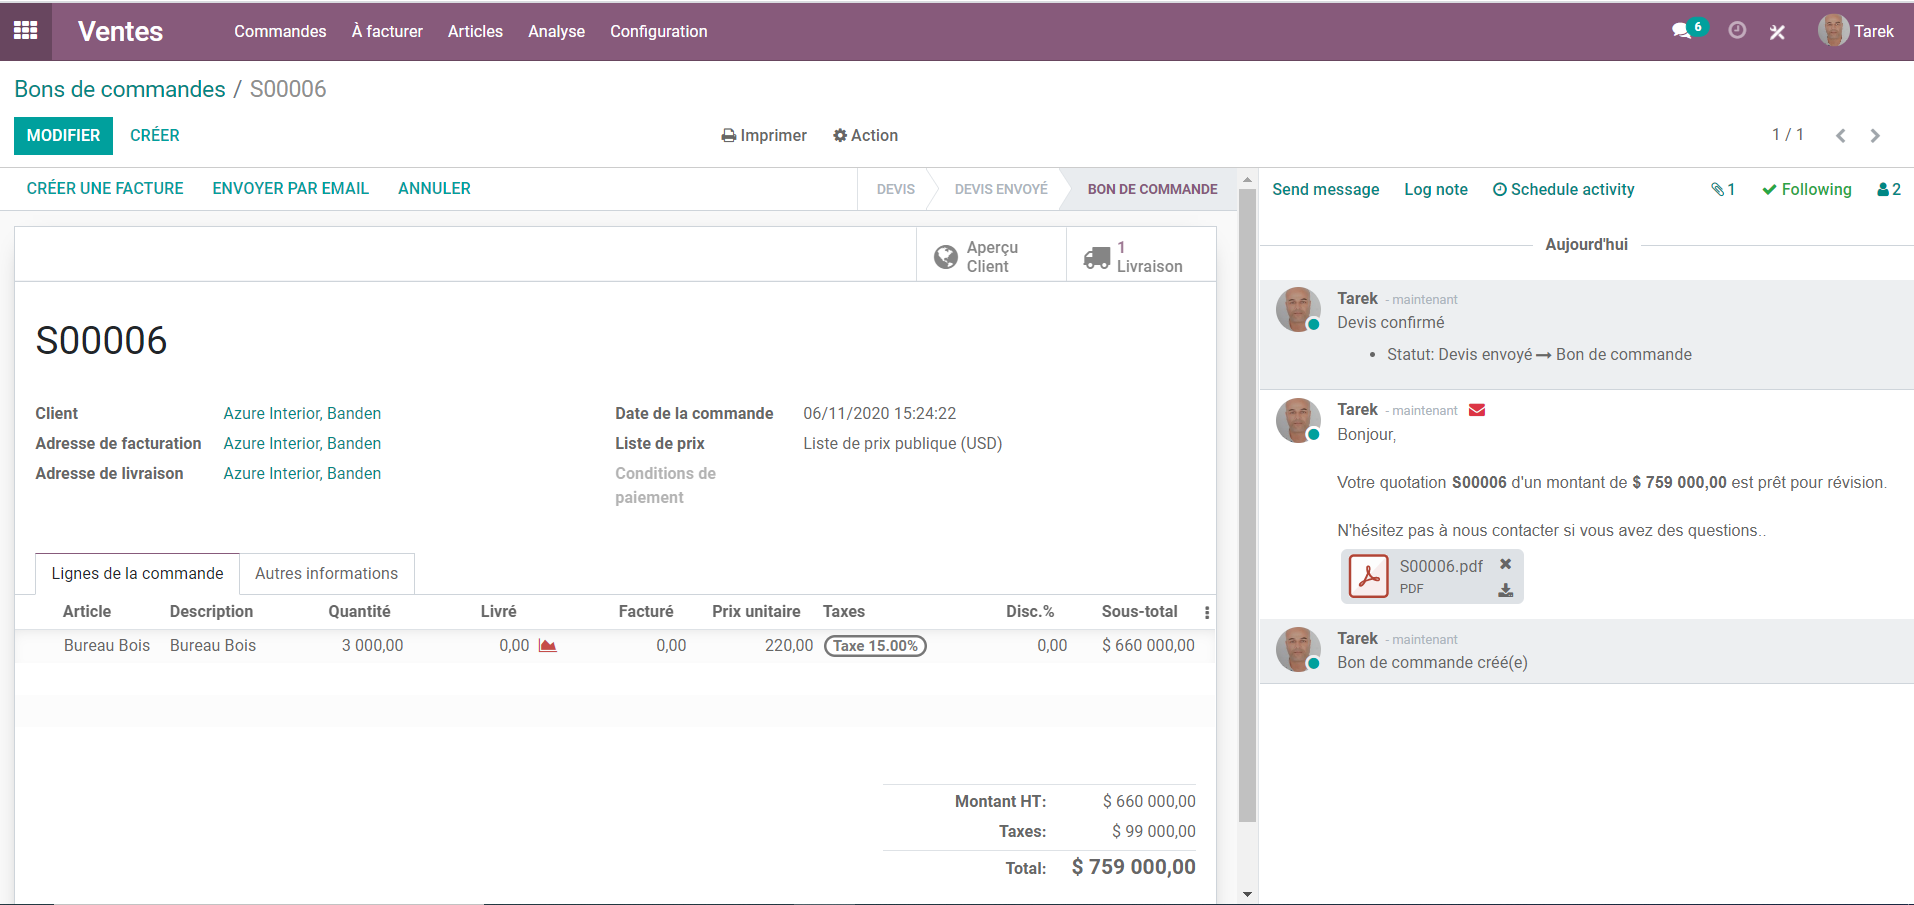 Ventes Commandes À facturer Articles Analyse Configuration 6 Tarek
Bons de commandes / S00006
MODIFIER CRÉER Imprimer Action 1 / 1
CRÉER UNE FACTURE ENVOYER PAR EMAIL ANNULER DEVIS DEVIS ENVOYÉ BON DE COMMANDE
Aperçu Client
1 Livraison
S00006
Client Azure Interior, Banden
Adresse de facturation Azure Interior, Banden
Adresse de livraison Azure Interior, Banden
Date de la commande 06/11/2020 15:24:22
Liste de prix Liste de prix publique (USD)
Conditions de
paiement
Lignes de la commande Autres informations
Article Description Quantité Livré Facturé Prix unitaire Taxes Disc.% Sous-total
Bureau Bois Bureau Bois 3 000,00 0,00 0,00 220,00 Taxe 15.00% 0,00 $ 660 000,00
Montant HT: $ 660 000,00
Taxes: $ 99 000,00
Total: $ 759 000,00
Send message Log note Schedule activity 1 Following 2
Aujourd'hui
Tarek - maintenant
Devis confirmé
• Statut: Devis envoyé → Bon de commande
Tarek - maintenant
Bonjour,
Votre quotation S00006 d'un montant de $ 759 000,00 est prêt pour révision.
N'hésitez pas à nous contacter si vous avez des questions..
S00006.pdf
PDF
Tarek - maintenant
Bon de commande créé(e)